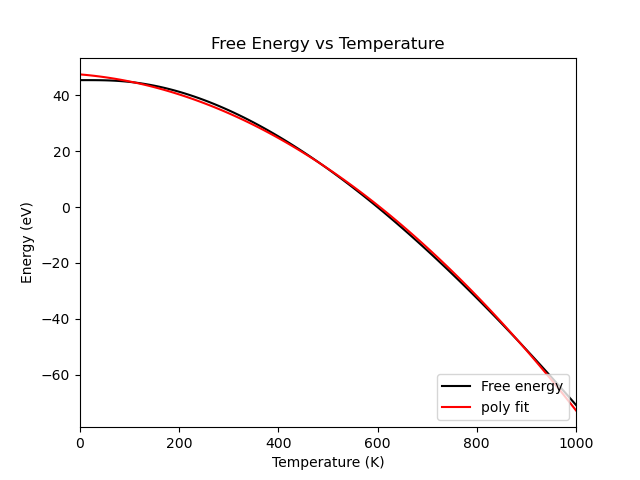 Free Energy vs Temperature
Energy (eV)
40
20
0
−20
−40
−60
Free energy
poly fit
0 200 400 600 800 1000
Temperature (K)